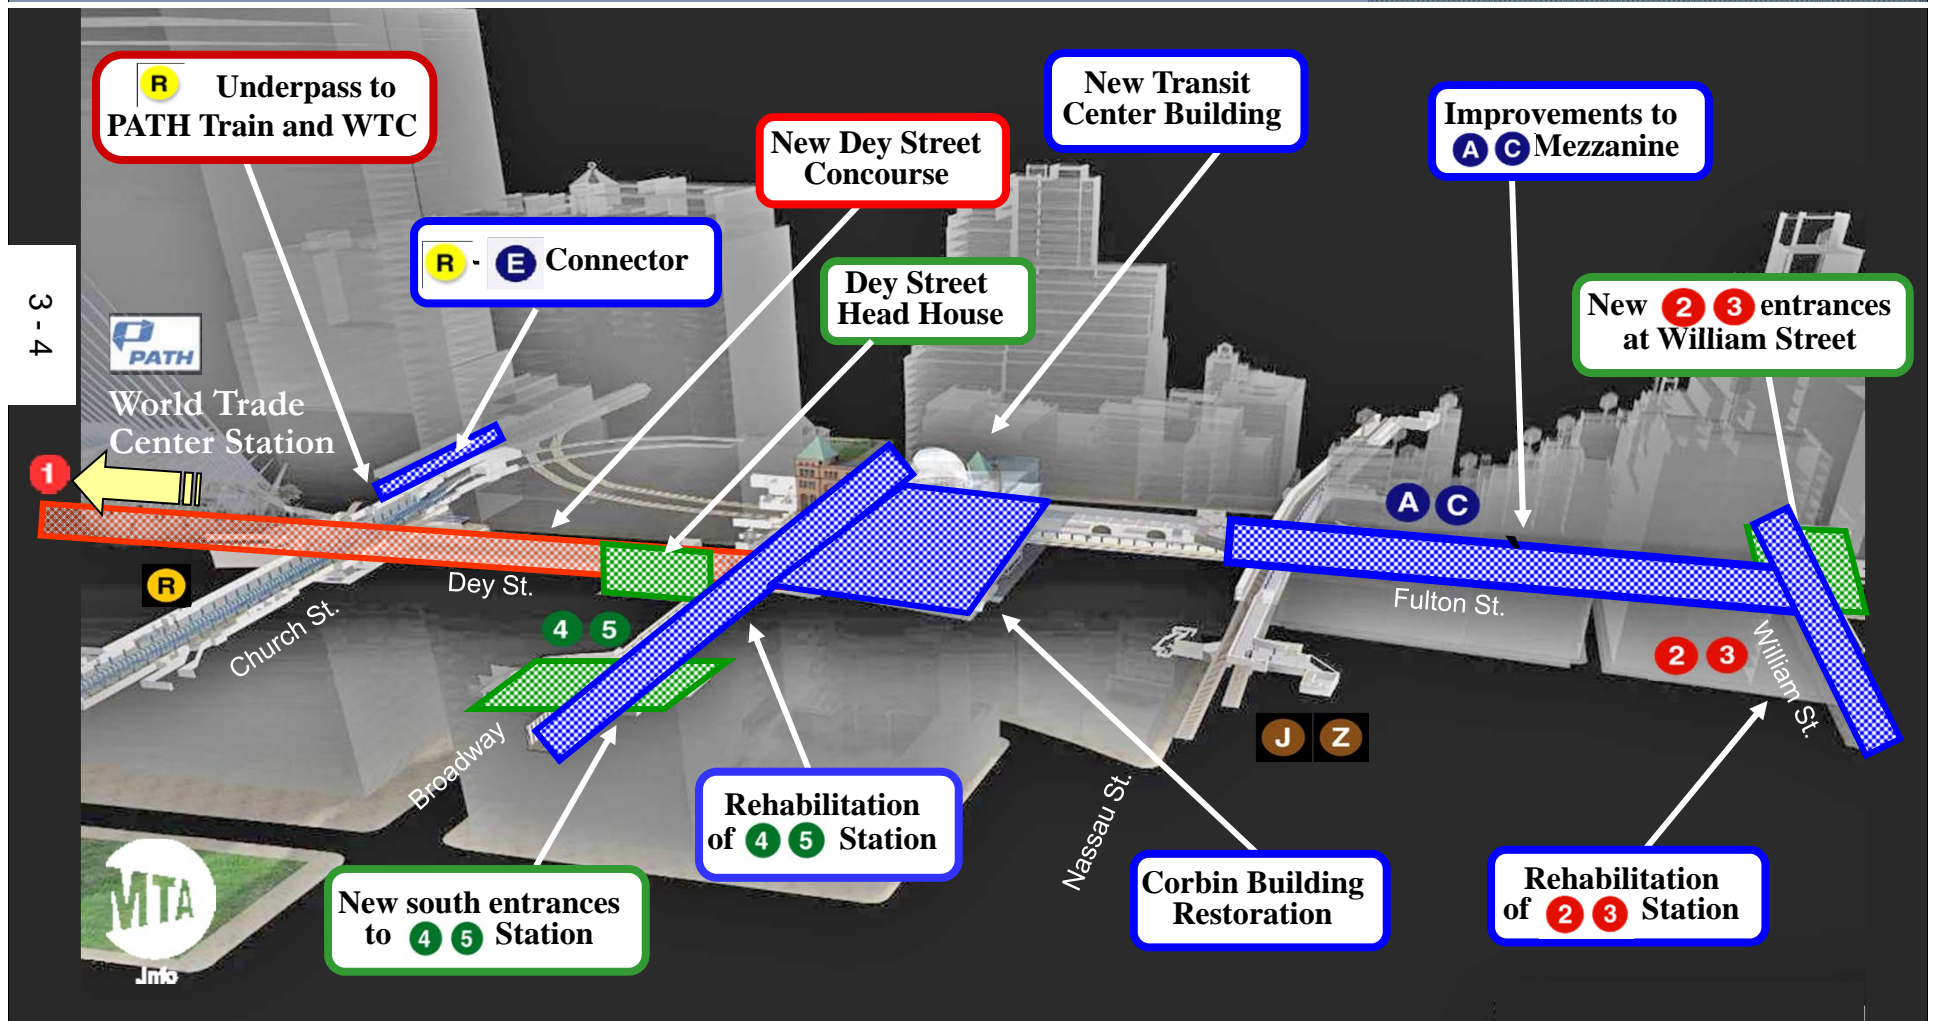 R Underpass to
PATH Train and WTC
New Dey Street
Concourse
New Transit
Center Building
Improvements to
A C Mezzanine
R - E Connector
Dey Street
Head House
New 2 3 entrances
at William Street
3 - 4
PATH
World Trade
Center Station
1
A C
R
Dey St.
Church St.
4 5
Fulton St.
2 3
William St.
Broadway
J Z
Nassau St.
Rehabilitation
of 4 5 Station
New south entrances
to 4 5 Station
Corbin Building
Restoration
Rehabilitation
of 2 3 Station
MTA
.info